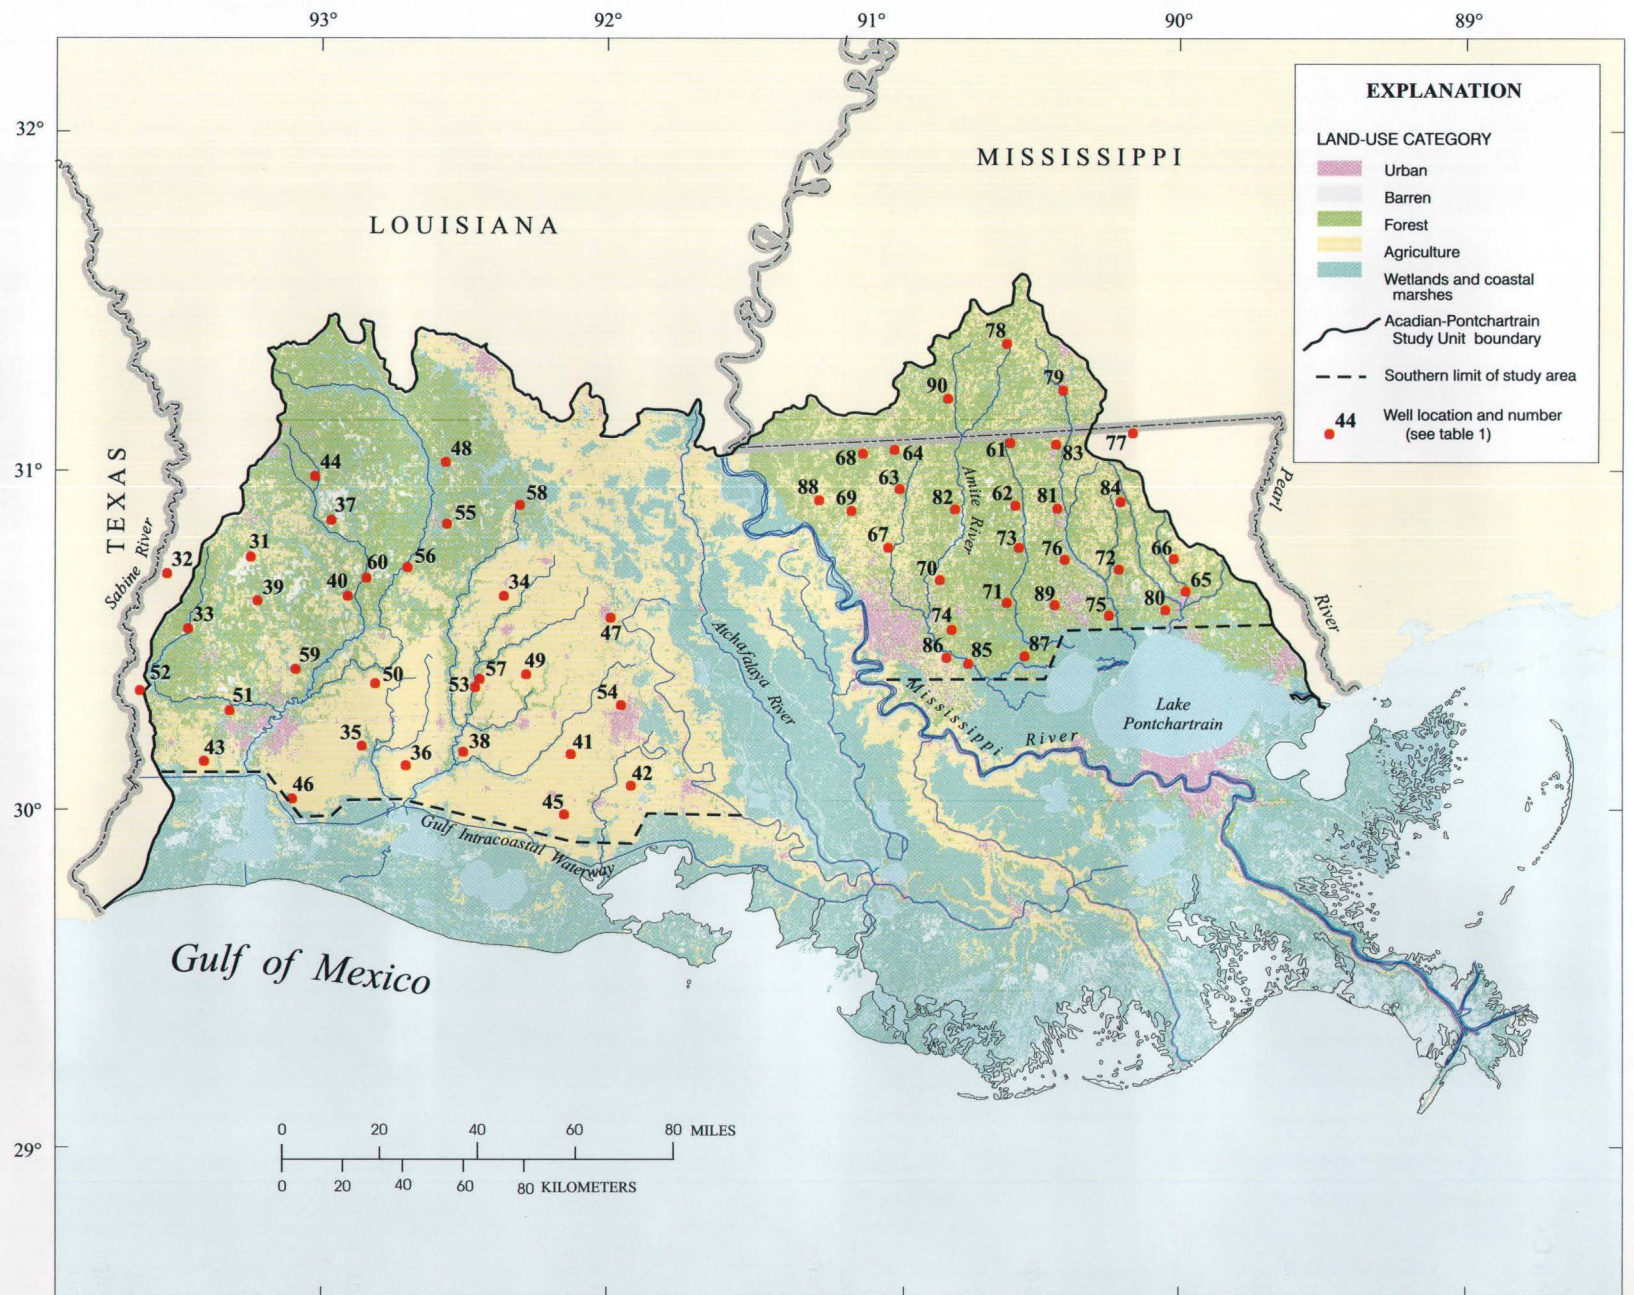 93°
92°
91°
90°
89°
32°
31°
30°
29°
EXPLANATION
LAND-USE CATEGORY
Urban
Barren
Forest
Agriculture
Wetlands and coastal
marshes
Acadian-Pontchartrain
Study Unit boundary
Southern limit of study area
44 Well location and number
(see table 1)
MISSISSIPPI
LOUISIANA
TEXAS
Sabine River
Pearl
River
Amite River
Atchafalaya River
Mississippi
River
Lake
Pontchartrain
Gulf Intracoastal Waterway
Gulf of Mexico
78
90
79
77
68
64
61
83
88
69
63
82
62
81
84
67
73
76
72
66
70
71
89
75
80
65
74
86
85
87
48
44
37
58
55
31
32
60
56
39
40
34
33
47
59
52
50
57
49
53
51
54
43
35
36
38
41
46
42
45
0 20 40 60 80 MILES
0 20 40 60 80 KILOMETERS